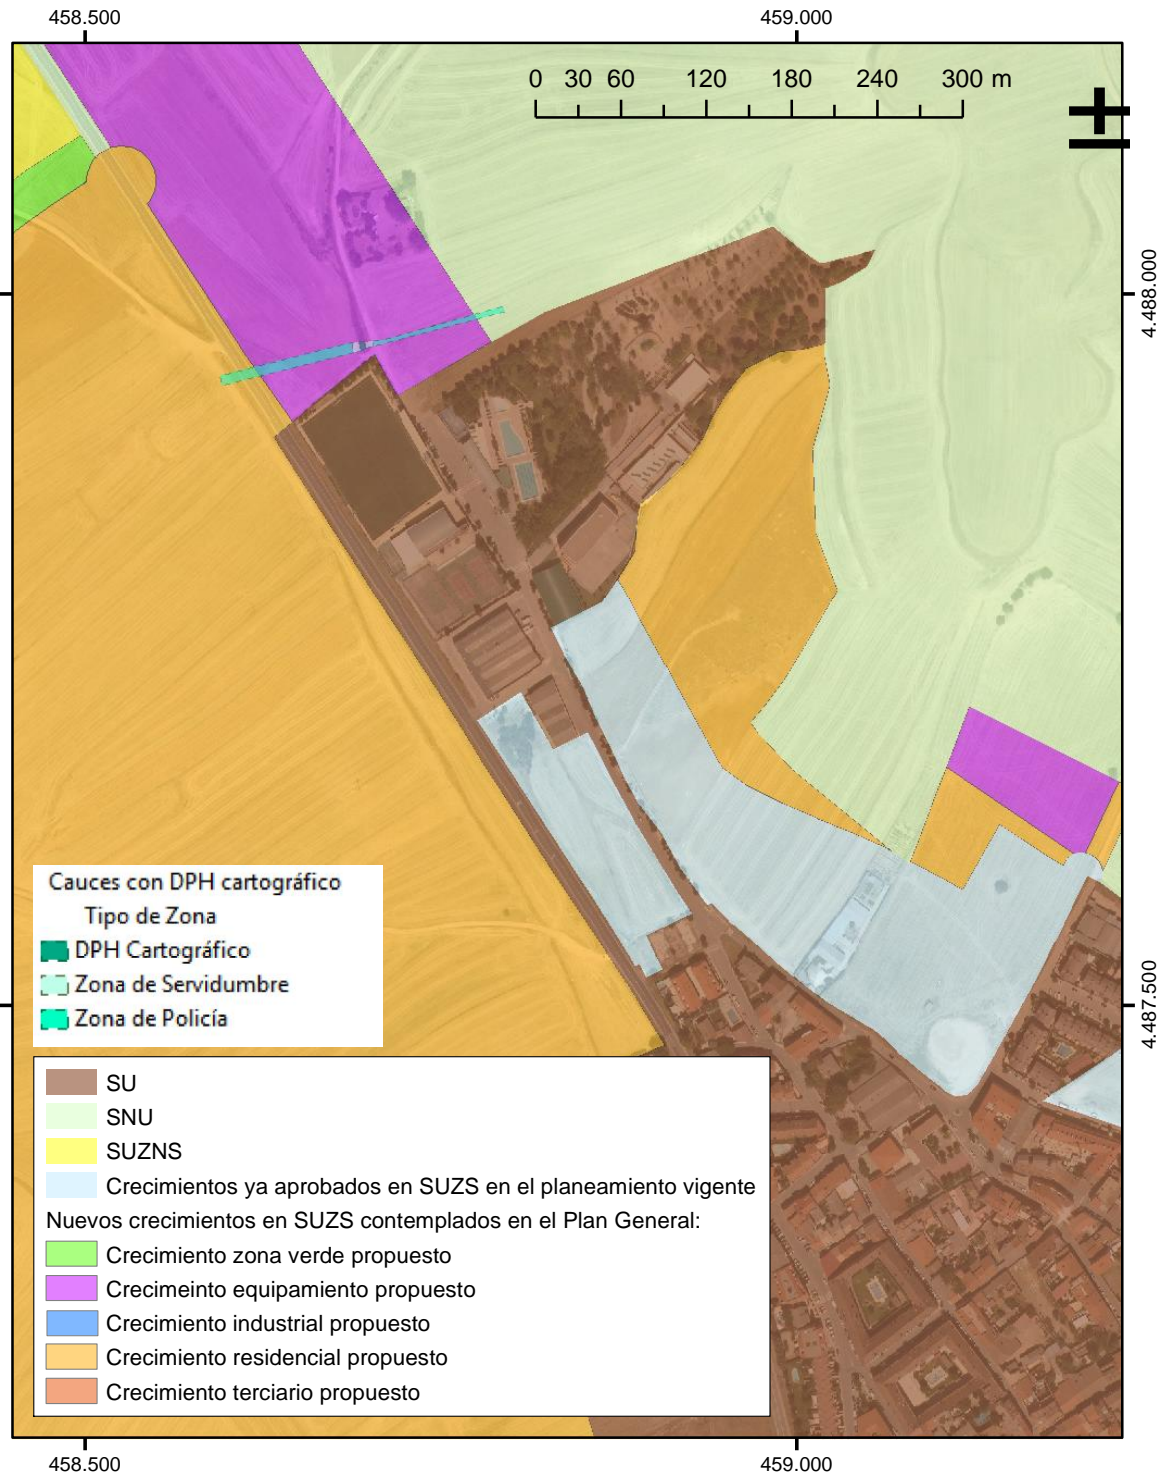 458.500
459.000
0 30 60 120 180 240 300 m
4.488.000
4.487.500
Cauces con DPH cartográfico
Tipo de Zona
DPH Cartográfico
Zona de Servidumbre
Zona de Policía
SU
SNU
SUZNS
Crecimientos ya aprobados en SUZS en el planeamiento vigente
Nuevos crecimientos en SUZS contemplados en el Plan General:
Crecimiento zona verde propuesto
Crecimeinto equipamiento propuesto
Crecimiento industrial propuesto
Crecimiento residencial propuesto
Crecimiento terciario propuesto
458.500
459.000